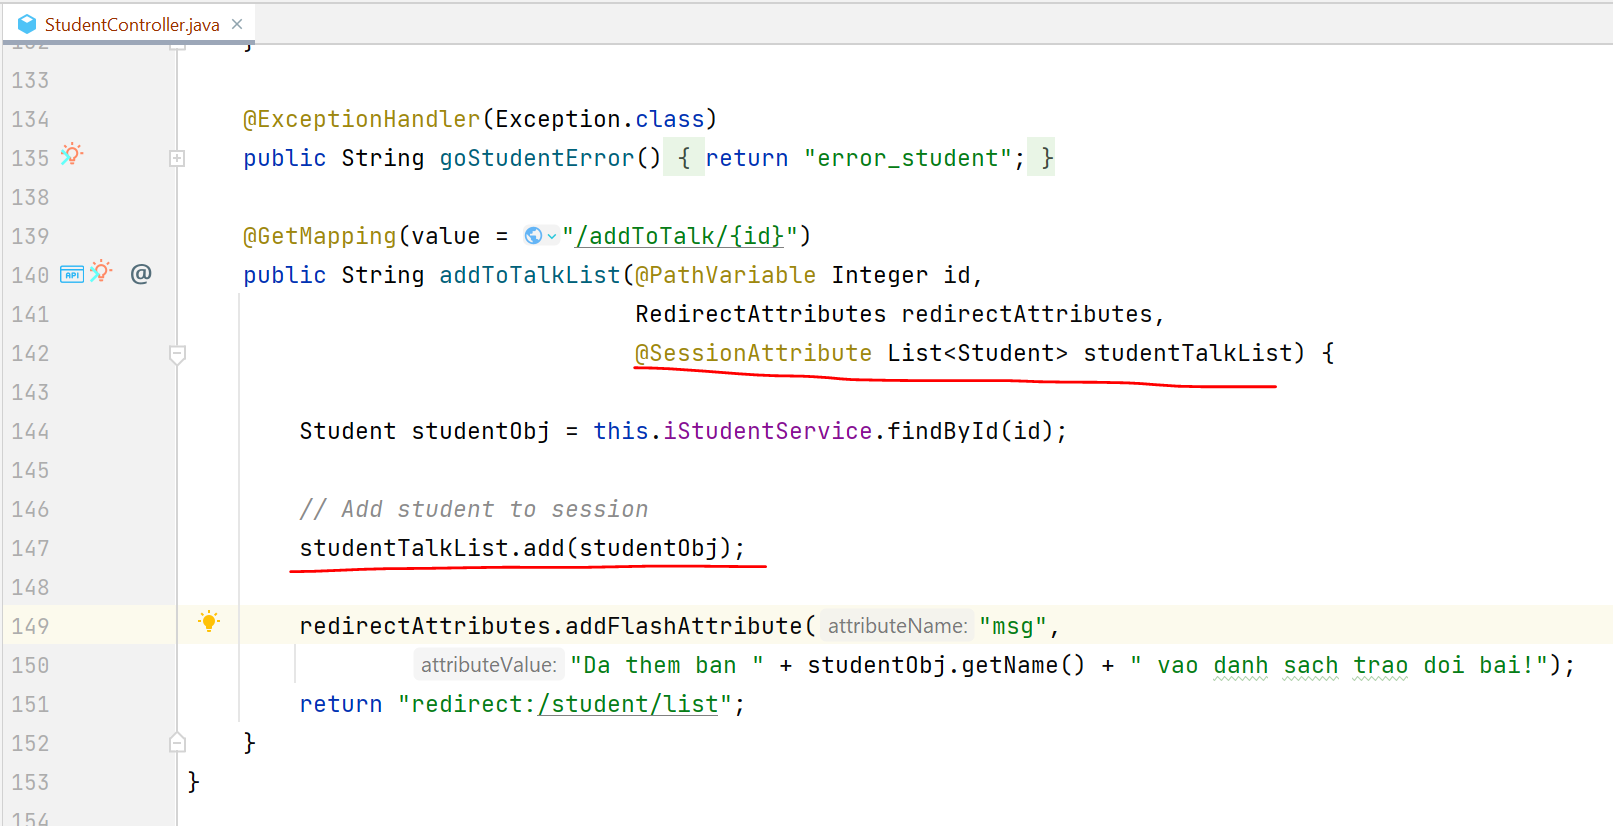 StudentController.java
132 }
133
134 @ExceptionHandler(Exception.class)
135 public String goStudentError() { return "error_student"; }
138
139 @GetMapping(value = "/addToTalk/{id}")
140 API @ public String addToTalkList(@PathVariable Integer id,
141 RedirectAttributes redirectAttributes,
142 @SessionAttribute List<Student> studentTalkList) {
143
144 Student studentObj = this.iStudentService.findById(id);
145
146 // Add student to session
147 studentTalkList.add(studentObj);
148
149 redirectAttributes.addFlashAttribute( attributeName: "msg",
150 attributeValue: "Da them ban " + studentObj.getName() + " vao danh sach trao doi bai!");
151 return "redirect:/student/list";
152 }
153 }
154